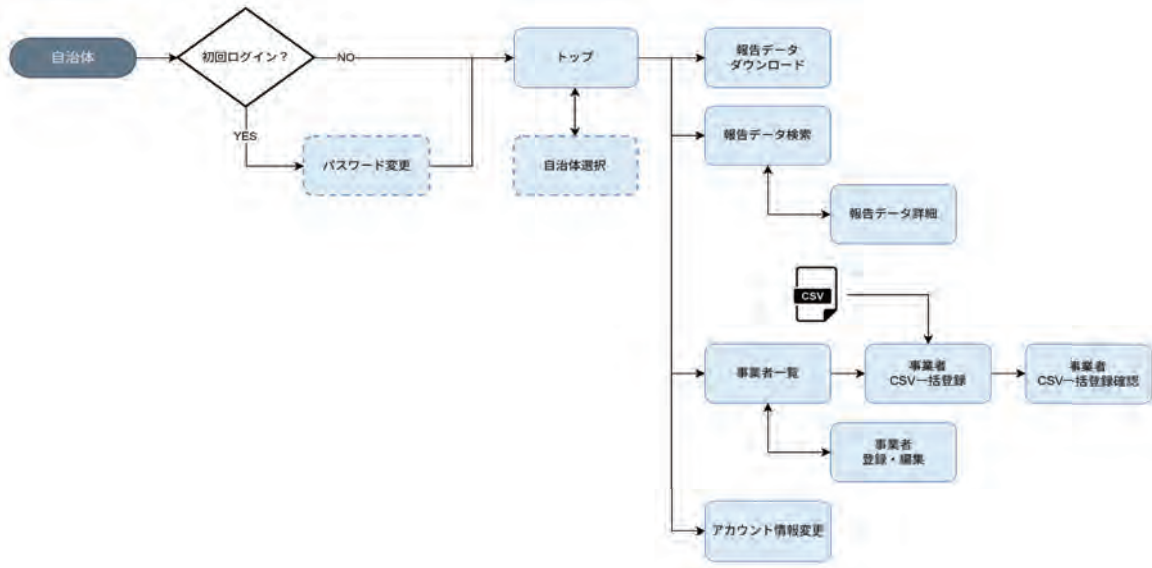 自治体
初回ログイン？
NO
YES
パスワード変更
トップ
自治体選択
報告データ
ダウンロード
報告データ検索
報告データ詳細
CSV
事業者一覧
事業者
CSV一括登録
事業者
CSV一括登録確認
事業者
登録・編集
アカウント情報変更